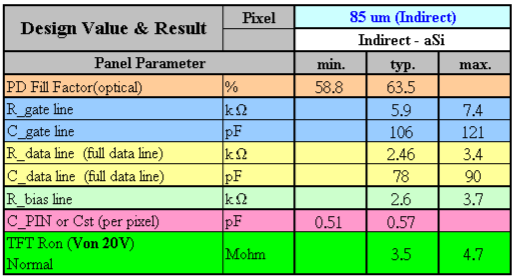 Design Value & Result Pixel 85 um (Indirect)
Indirect - aSi
Panel Parameter min. typ. max.
PD Fill Factor(optical) % 58.8 63.5
R_gate line kΩ 5.9 7.4
C_gate line pF 106 121
R_data line (full data line) kΩ 2.46 3.4
C_data line (full data line) pF 78 90
R_bias line kΩ 2.6 3.7
C_PIN or Cst (per pixel) pF 0.51 0.57
TFT Ron (Von 20V)
Normal Mohm 3.5 4.7